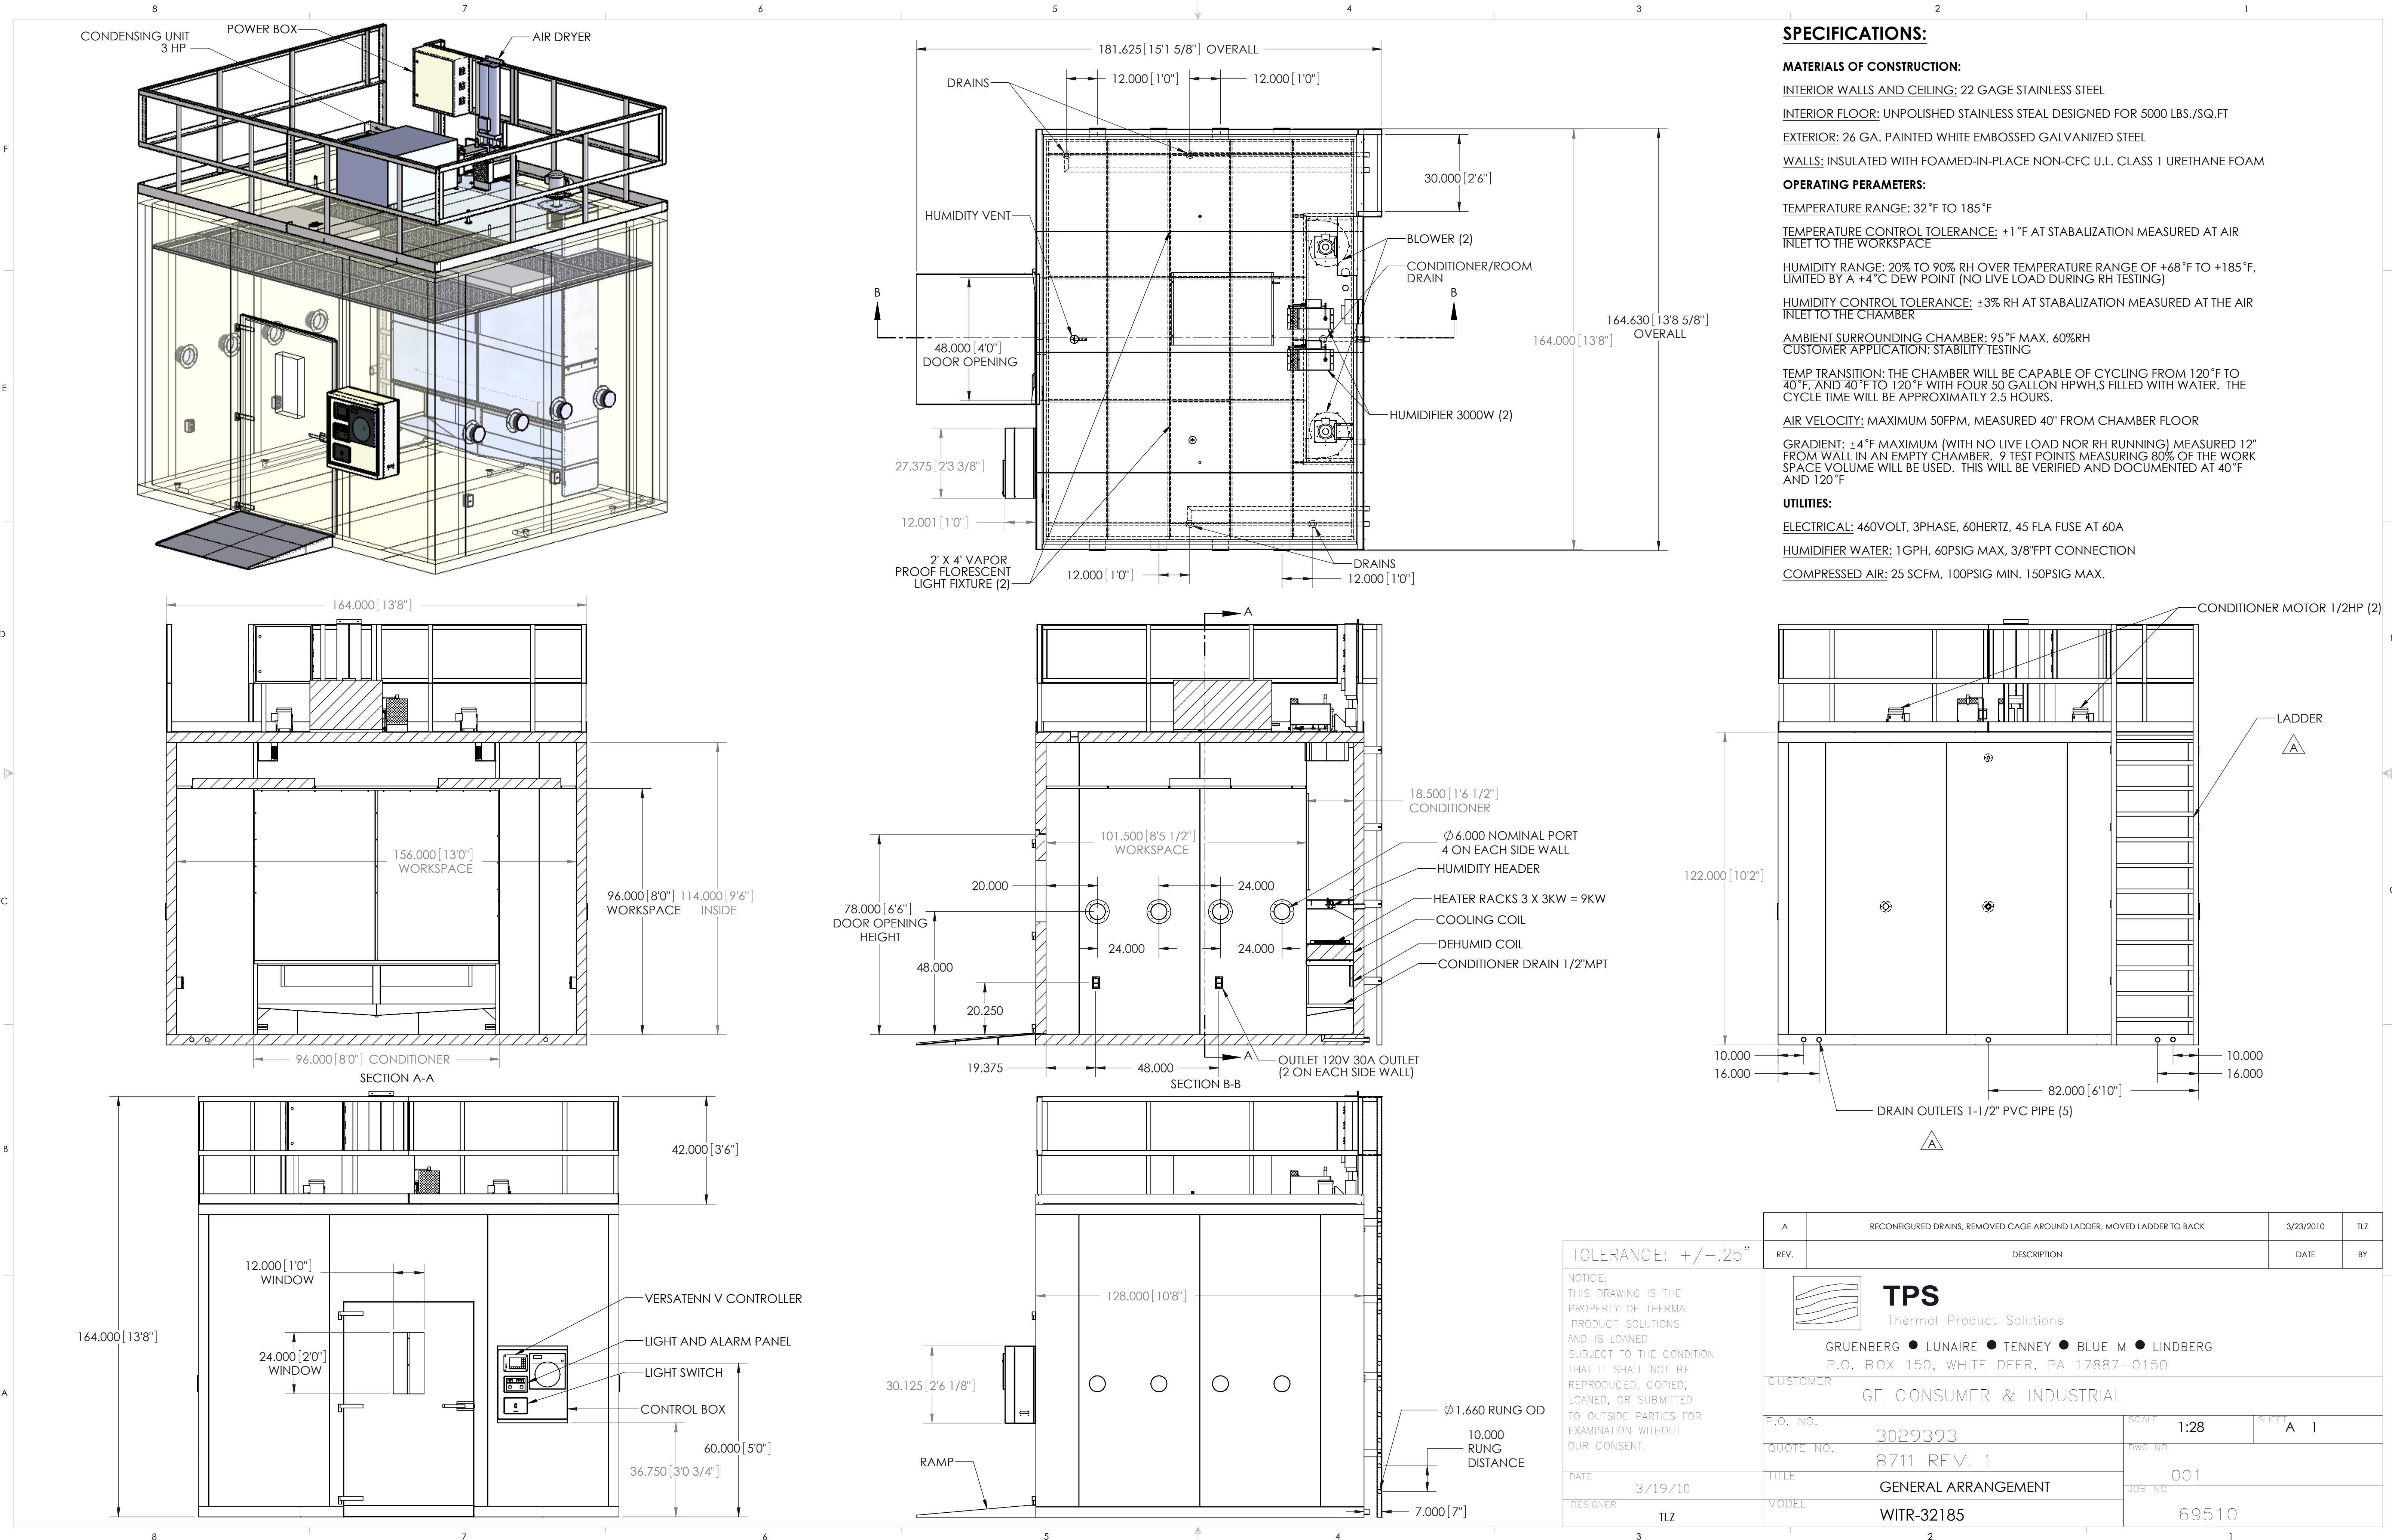 8 7 6 5 4 3 2 1
F
E
D
C
B
A
CONDENSING UNIT
3 HP
POWER BOX
AIR DRYER
181.625 [15'1 5/8"] OVERALL
12.000 [1'0"]
12.000 [1'0"]
DRAINS
HUMIDITY VENT
30.000 [2'6"]
BLOWER (2)
CONDITIONER/ROOM
DRAIN
B
B
48.000 [4'0"]
DOOR OPENING
164.000 [13'8"]
164.630 [13'8 5/8"]
OVERALL
HUMIDIFIER 3000W (2)
27.375 [2'3 3/8"]
12.001 [1'0"]
2' X 4' VAPOR
PROOF FLORESCENT
LIGHT FIXTURE (2)
12.000 [1'0"]
DRAINS
12.000 [1'0"]
SPECIFICATIONS:
MATERIALS OF CONSTRUCTION:
INTERIOR WALLS AND CEILING: 22 GAGE STAINLESS STEEL
INTERIOR FLOOR: UNPOLISHED STAINLESS STEAL DESIGNED FOR 5000 LBS./SQ.FT
EXTERIOR: 26 GA. PAINTED WHITE EMBOSSED GALVANIZED STEEL
WALLS: INSULATED WITH FOAMED-IN-PLACE NON-CFC U.L. CLASS 1 URETHANE FOAM
OPERATING PERAMETERS:
TEMPERATURE RANGE: 32°F TO 185°F
TEMPERATURE CONTROL TOLERANCE: ±1°F AT STABALIZATION MEASURED AT AIR
INLET TO THE WORKSPACE
HUMIDITY RANGE: 20% TO 90% RH OVER TEMPERATURE RANGE OF +68°F TO +185°F,
LIMITED BY A +4°C DEW POINT (NO LIVE LOAD DURING RH TESTING)
HUMIDITY CONTROL TOLERANCE: ±3% RH AT STABALIZATION MEASURED AT THE AIR
INLET TO THE CHAMBER
AMBIENT SURROUNDING CHAMBER: 95°F MAX, 60%RH
CUSTOMER APPLICATION: STABILITY TESTING
TEMP TRANSITION: THE CHAMBER WILL BE CAPABLE OF CYCLING FROM 120°F TO
40°F, AND 40°F TO 120°F WITH FOUR 50 GALLON HPWH,S FILLED WITH WATER. THE
CYCLE TIME WILL BE APPROXIMATLY 2.5 HOURS.
AIR VELOCITY: MAXIMUM 50FPM, MEASURED 40" FROM CHAMBER FLOOR
GRADIENT: ±4°F MAXIMUM (WITH NO LIVE LOAD NOR RH RUNNING) MEASURED 12"
FROM WALL IN AN EMPTY CHAMBER. 9 TEST POINTS MEASURING 80% OF THE WORK
SPACE VOLUME WILL BE USED. THIS WILL BE VERIFIED AND DOCUMENTED AT 40°F
AND 120°F
UTILITIES:
ELECTRICAL: 460VOLT, 3PHASE, 60HERTZ, 45 FLA FUSE AT 60A
HUMIDIFIER WATER: 1GPH, 60PSIG MAX, 3/8"FPT CONNECTION
COMPRESSED AIR: 25 SCFM, 100PSIG MIN. 150PSIG MAX.
164.000 [13'8"]
156.000 [13'0"]
WORKSPACE
96.000 [8'0"]
WORKSPACE
114.000 [9'6"]
INSIDE
96.000 [8'0"] CONDITIONER
SECTION A-A
A
18.500 [1'6 1/2"]
CONDITIONER
101.500 [8'5 1/2"]
WORKSPACE
Ø6.000 NOMINAL PORT
4 ON EACH SIDE WALL
HUMIDITY HEADER
HEATER RACKS 3 X 3KW = 9KW
COOLING COIL
DEHUMID COIL
CONDITIONER DRAIN 1/2"MPT
20.000
24.000
78.000 [6'6"]
DOOR OPENING
HEIGHT
24.000
24.000
48.000
20.250
19.375
48.000
A
OUTLET 120V 30A OUTLET
(2 ON EACH SIDE WALL)
SECTION B-B
CONDITIONER MOTOR 1/2HP (2)
LADDER
A
122.000 [10'2"]
10.000
16.000
10.000
16.000
82.000 [6'10"]
DRAIN OUTLETS 1-1/2" PVC PIPE (5)
A
42.000 [3'6"]
12.000 [1'0"]
WINDOW
164.000 [13'8"]
24.000 [2'0"]
WINDOW
VERSATENN V CONTROLLER
LIGHT AND ALARM PANEL
LIGHT SWITCH
CONTROL BOX
60.000 [5'0"]
36.750 [3'0 3/4"]
128.000 [10'8"]
30.125 [2'6 1/8"]
Ø1.660 RUNG OD
10.000
RUNG
DISTANCE
RAMP
7.000 [7"]
A RECONFIGURED DRAINS, REMOVED CAGE AROUND LADDER, MOVED LADDER TO BACK 3/23/2010 TLZ
REV. DESCRIPTION DATE BY
TOLERANCE: +/-.25"
NOTICE:
THIS DRAWING IS THE
PROPERTY OF THERMAL
PRODUCT SOLUTIONS
AND IS LOANED
SUBJECT TO THE CONDITION
THAT IT SHALL NOT BE
REPRODUCED, COPIED,
LOANED, OR SUBMITTED
TO OUTSIDE PARTIES FOR
EXAMINATION WITHOUT
OUR CONSENT.
DATE
3/19/10
DESIGNER
TLZ
TPS
Thermal Product Solutions
GRUENBERG ● LUNAIRE ● TENNEY ● BLUE M ● LINDBERG
P.O. BOX 150, WHITE DEER, PA 17887-0150
CUSTOMER
GE CONSUMER & INDUSTRIAL
P.O. NO.
3029393
SCALE
1:28
SHEET
A 1
QUOTE NO.
8711 REV. 1
DWG NO
001
TITLE
GENERAL ARRANGEMENT
JOB NO
69510
MODEL
WITR-32185
8 7 6 5 4 3 2 1